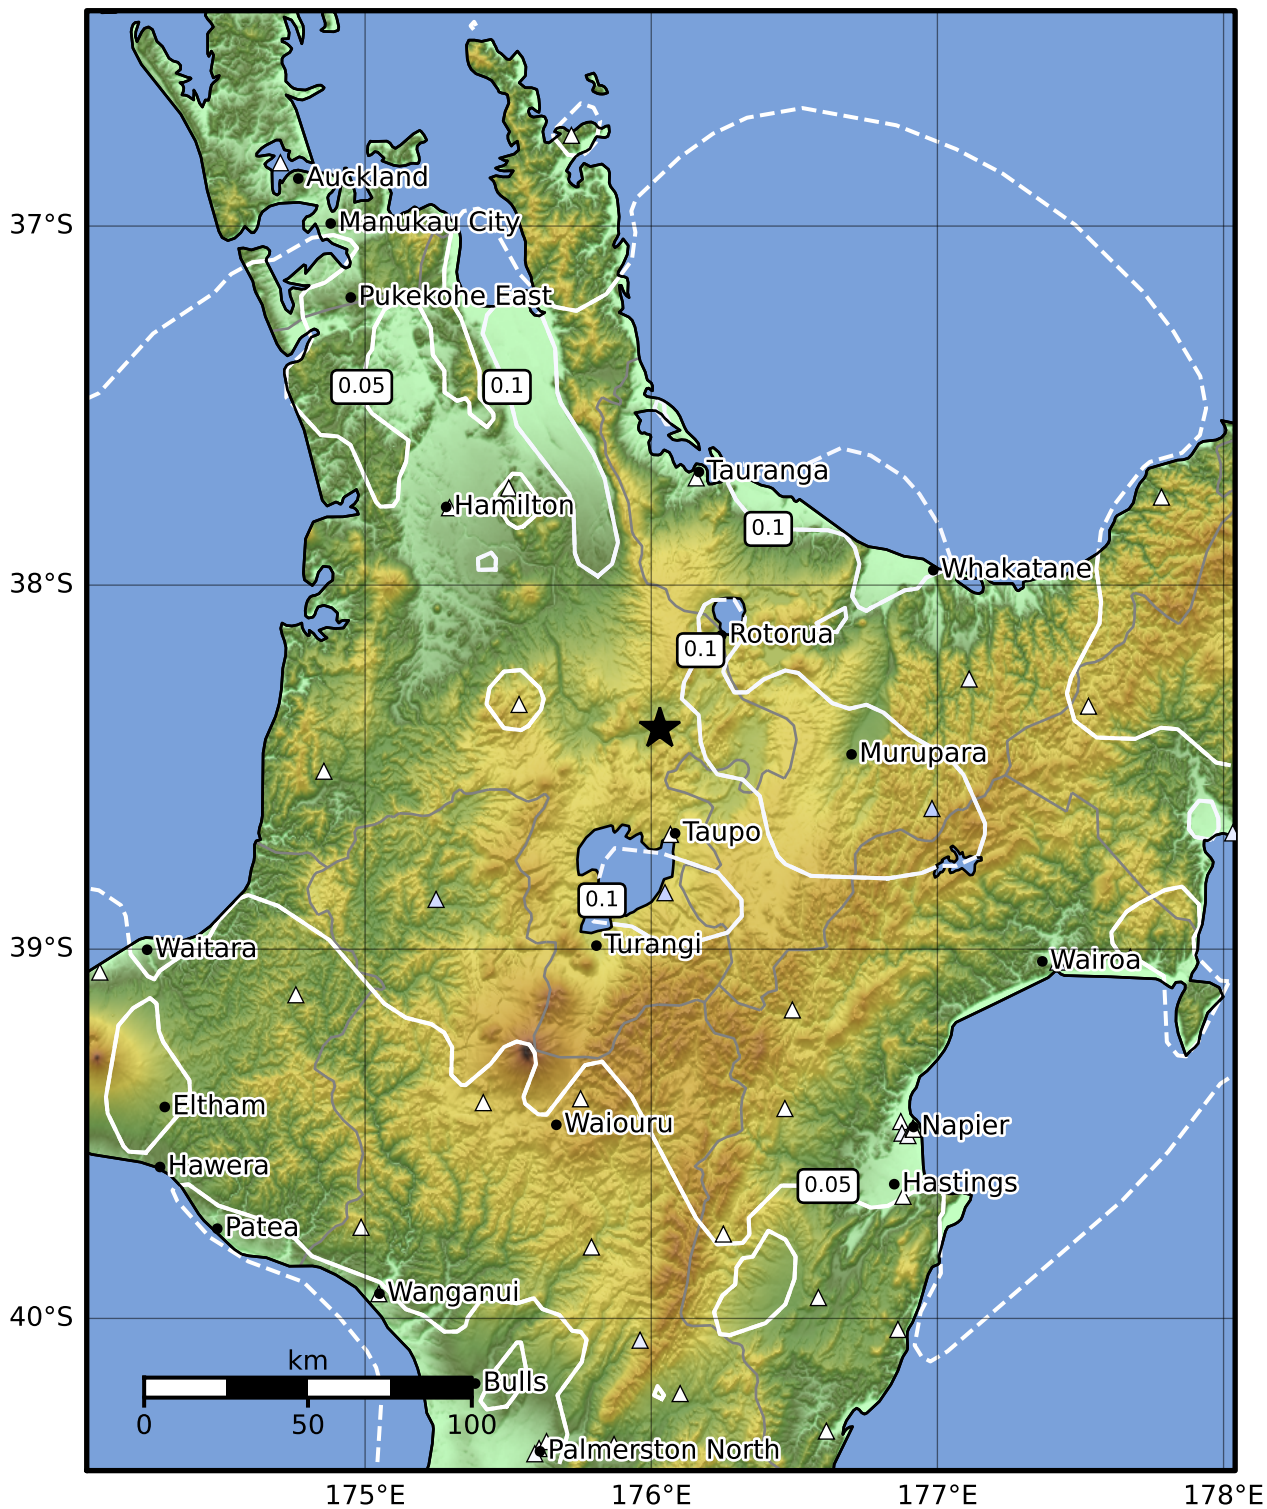 Auckland
Manukau City
37°S
Pukekohe East
0.05
0.1
Tauranga
Hamilton
0.1
Whakatane
38°S
Rotorua
0.1
Murupara
Taupo
0.1
Turangi
39°S
Waitara
Wairoa
Eltham
Waiouru
Napier
Hawera
0.05
Hastings
Patea
Wanganui
40°S
km
Bulls
0
50
100
Palmerston North
175°E
176°E
177°E
178°E